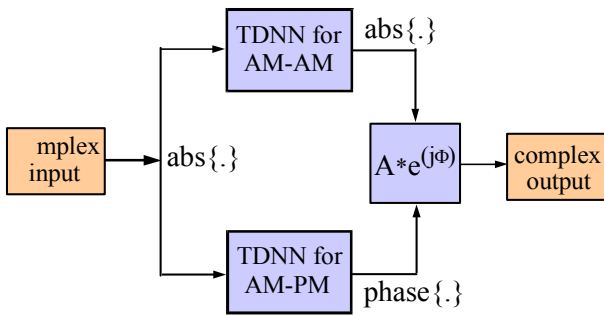 TDNN for
AM-AM
abs{.}
mplex
input
abs{.}
A*e^(jΦ)
complex
output
TDNN for
AM-PM
phase{.}